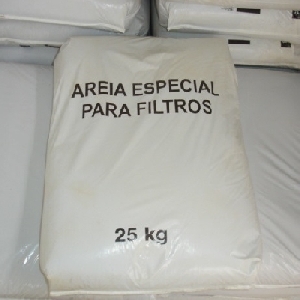 AREIA ESPECIAL
PARA FILTROS
25 kg